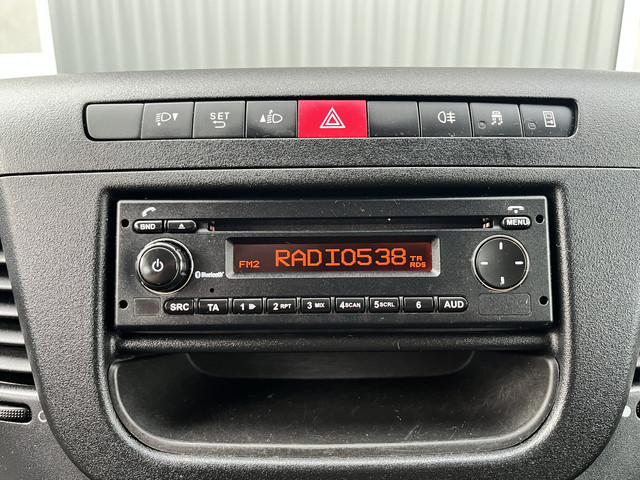 SET
BND
MENU
FM2 RADIO538 TA
RDS
Bluetooth
SRC TA 1 2 RPT 3 MIX 4SCAN 5SCRL 6 AUD